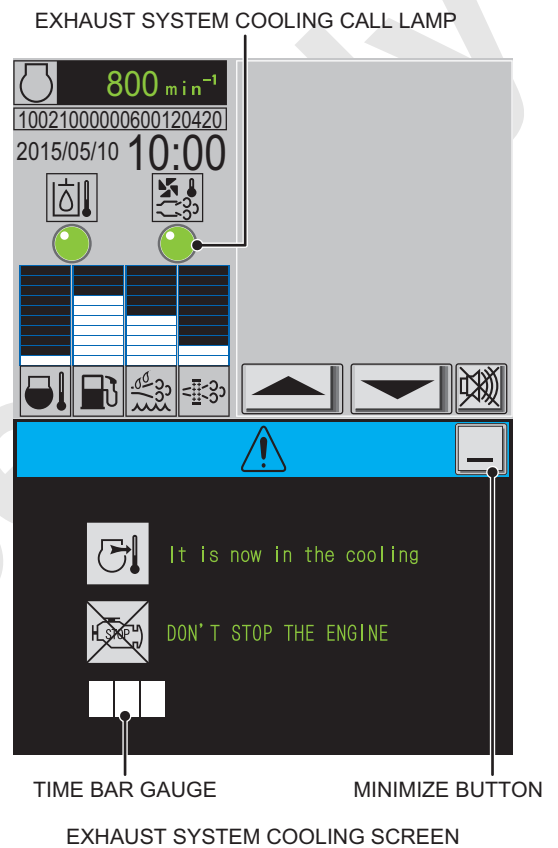 EXHAUST SYSTEM COOLING CALL LAMP
800 min⁻¹
10021000000600120420
2015/05/10 10:00
It is now in the cooling
STOP
DON'T STOP THE ENGINE
TIME BAR GAUGE
MINIMIZE BUTTON
EXHAUST SYSTEM COOLING SCREEN